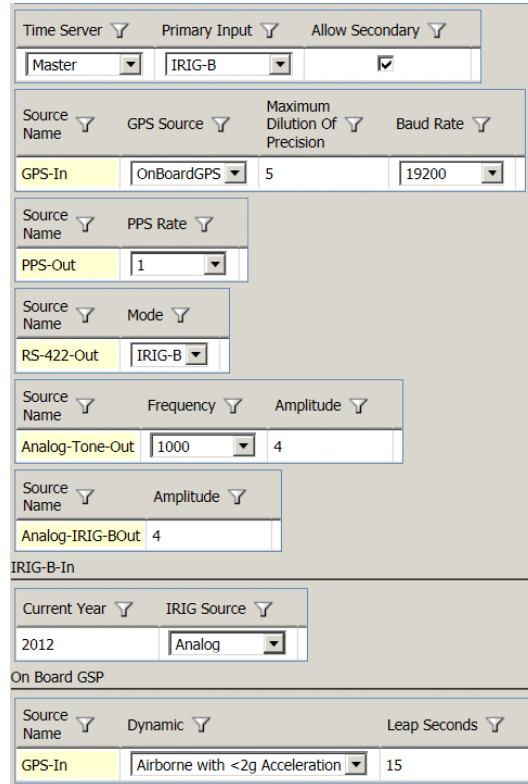 Time Server Primary Input Allow Secondary
Master IRIG-B
Source Name GPS Source Maximum Dilution Of Precision Baud Rate
GPS-In OnBoardGPS 5 19200
Source Name PPS Rate
PPS-Out 1
Source Name Mode
RS-422-Out IRIG-B
Source Name Frequency Amplitude
Analog-Tone-Out 1000 4
Source Name Amplitude
Analog-IRIG-BOut 4
IRIG-B-In
Current Year IRIG Source
2012 Analog
On Board GSP
Source Name Dynamic Leap Seconds
GPS-In Airborne with <2g Acceleration 15